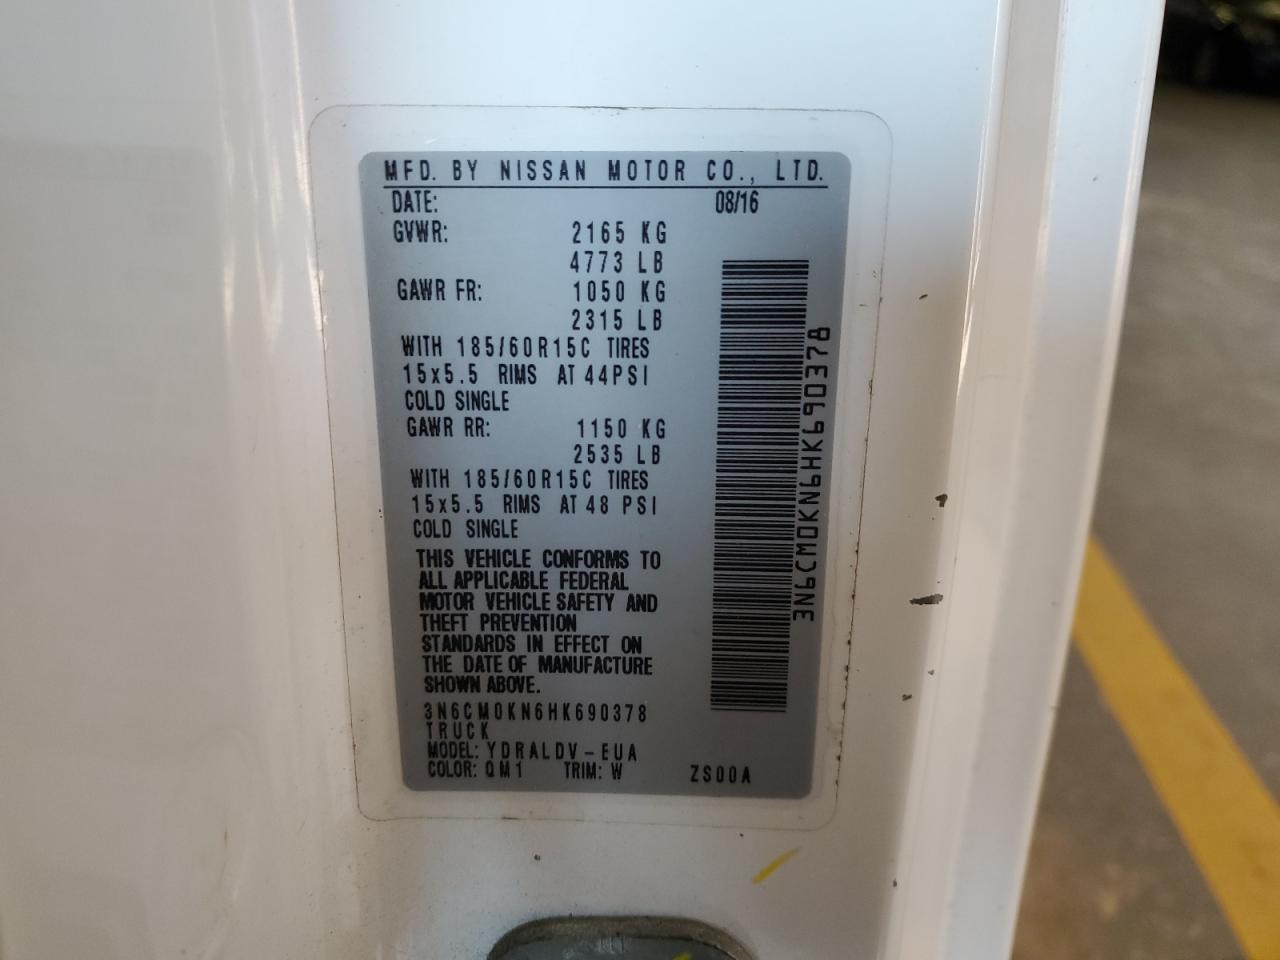 MFD. BY NISSAN MOTOR CO., LTD.
DATE: 08/16
GVWR: 2165 KG
4773 LB
GAWR FR: 1050 KG
2315 LB
WITH 185/60R15C TIRES
15x5.5 RIMS AT 44PSI
COLD SINGLE
GAWR RR: 1150 KG
2535 LB
WITH 185/60R15C TIRES
15x5.5 RIMS AT 48 PSI
COLD SINGLE
THIS VEHICLE CONFORMS TO
ALL APPLICABLE FEDERAL
MOTOR VEHICLE SAFETY AND
THEFT PREVENTION
STANDARDS IN EFFECT ON
THE DATE OF MANUFACTURE
SHOWN ABOVE.
3N6CM0KN6HK690378
TRUCK
MODEL: YDRALDV-EUA
COLOR: QM1 TRIM: W ZS00A
3N6CM0KN6HK690378